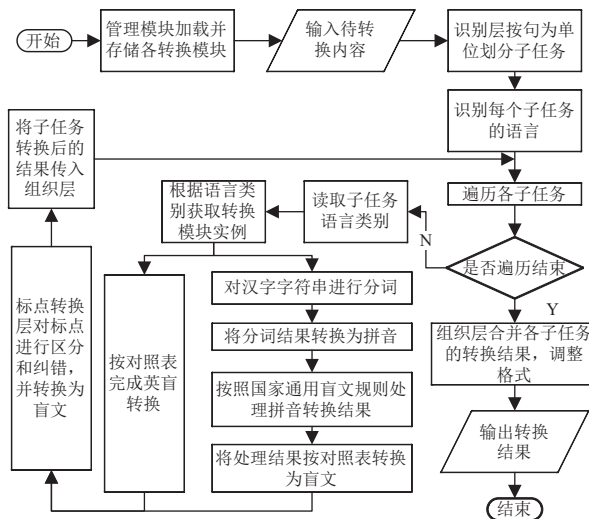 开始
管理模块加载并
存储各转换模块
输入待转
换内容
识别层按句为单
位划分子任务
识别每个子任务
的语言
将子任务
转换后的
结果传入
组织层
根据语言类
别获取转换
模块实例
读取子任务
语言类别
遍历各子任务
N
是否遍历结束
Y
标点转换
层对标点
进行区分
和纠错，
并转换为
盲文
按对照表
完成英盲
转换
对汉字字符串进行分词
将分词结果转换为拼音
按照国家通用盲文规则处
理拼音转换结果
将处理结果按对照表转换
为盲文
组织层合并各子任务
的转换结果，调整
格式
输出转换
结果
结束